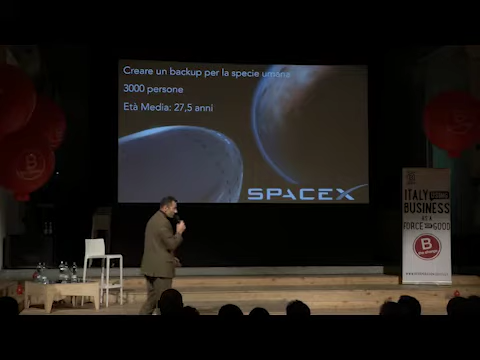 Creare un backup per la specie umana
3000 persone
Età Media: 27,5 anni
SPACEX
ITALY
BUSINESS
AS A
FORCE FOR GOOD
B
B
B